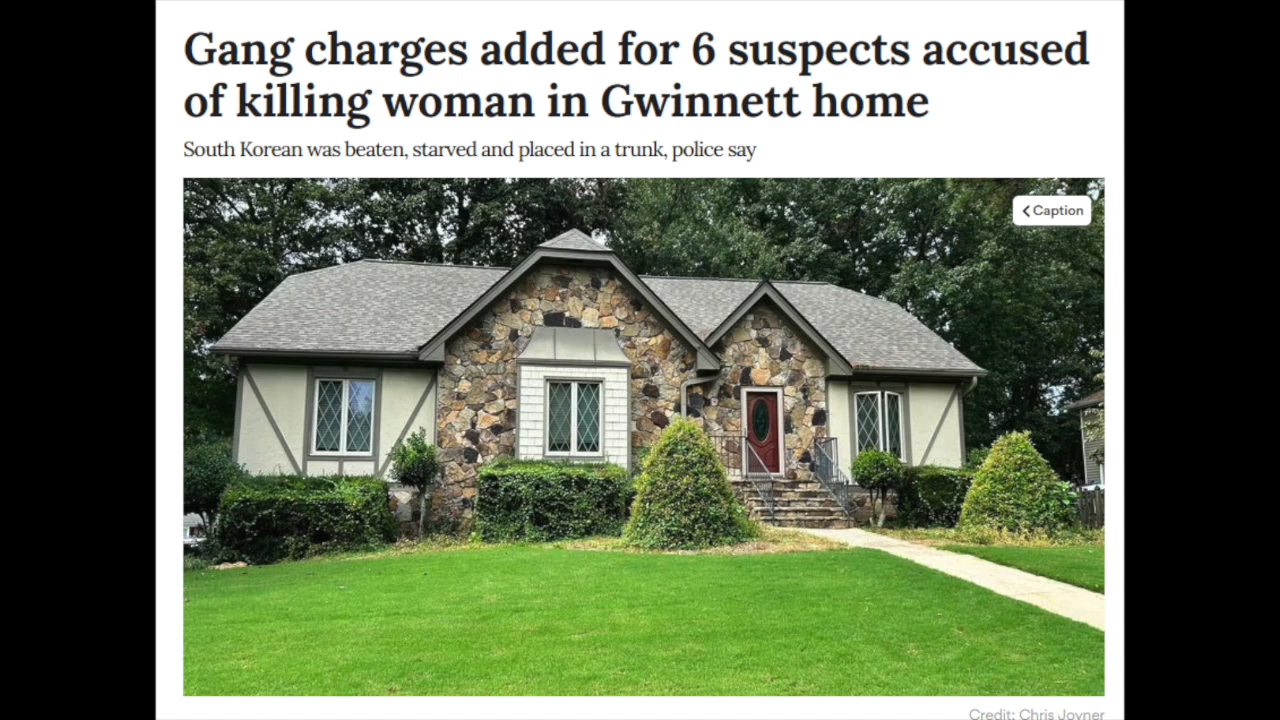 Gang charges added for 6 suspects accused
of killing woman in Gwinnett home
South Korean was beaten, starved and placed in a trunk, police say
Caption
Credit: Chris Joyner